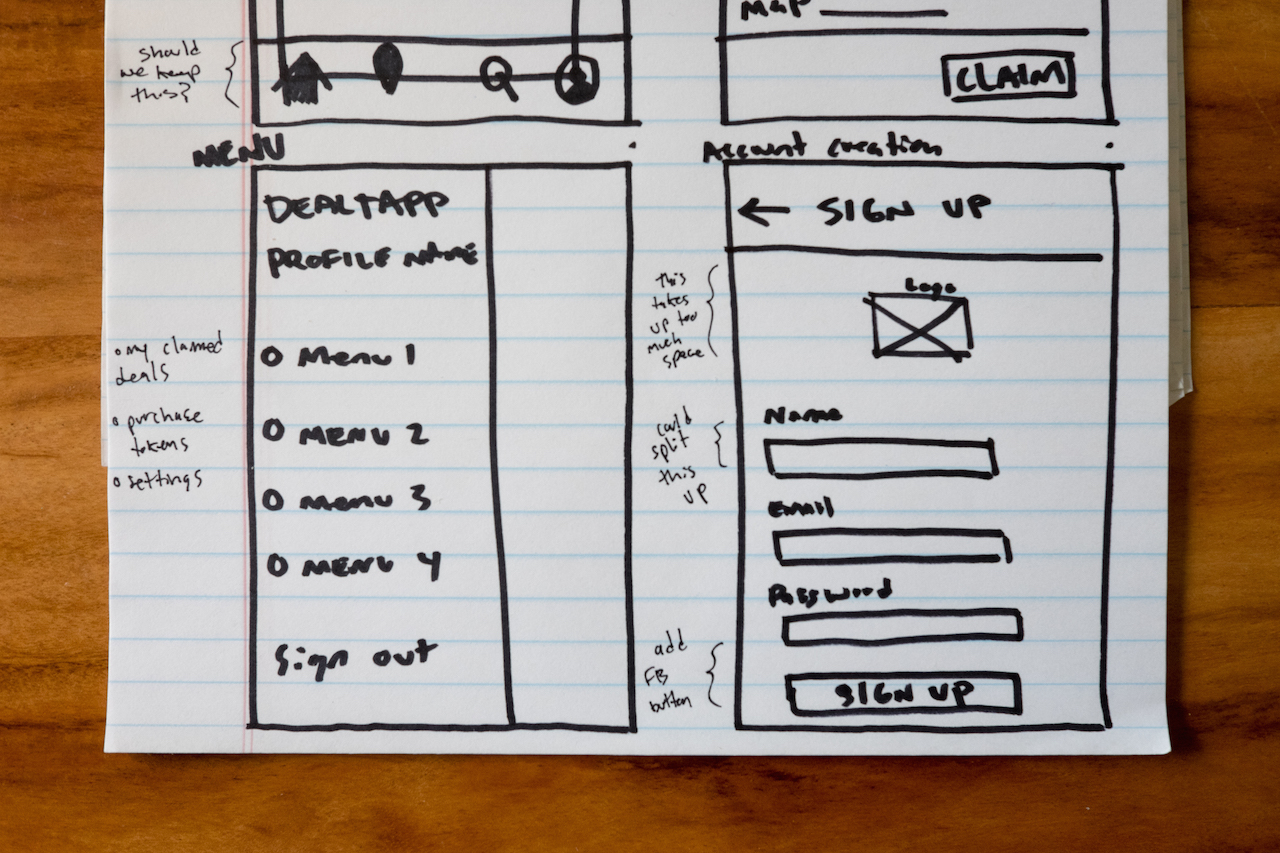 should
we keep
this?
Map
CLAIM
MENU
DEALTAPP
PROFILE NAME
O Menu 1
O MENU 2
O Menu 3
O MENU 4
Sign out
o my claimed
deals
o purchase
tokens
o settings
Account creation
← SIGN UP
Logo
this
takes
up too
much
space
Name
could
split
this
up
Email
Password
add
FB
button
SIGN UP